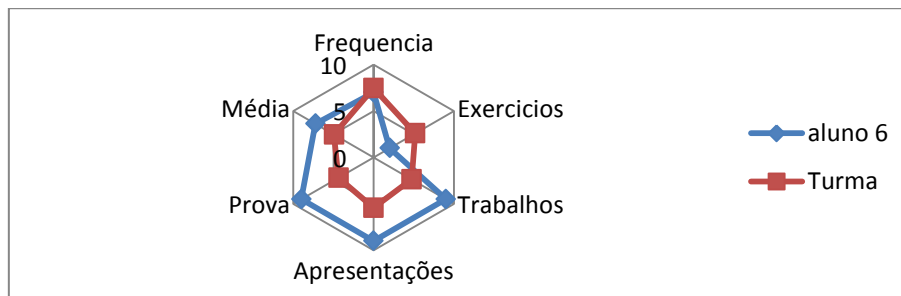 Frequencia
10
5
0
Média
Exercicios
Prova
Trabalhos
Apresentações
aluno 6
Turma